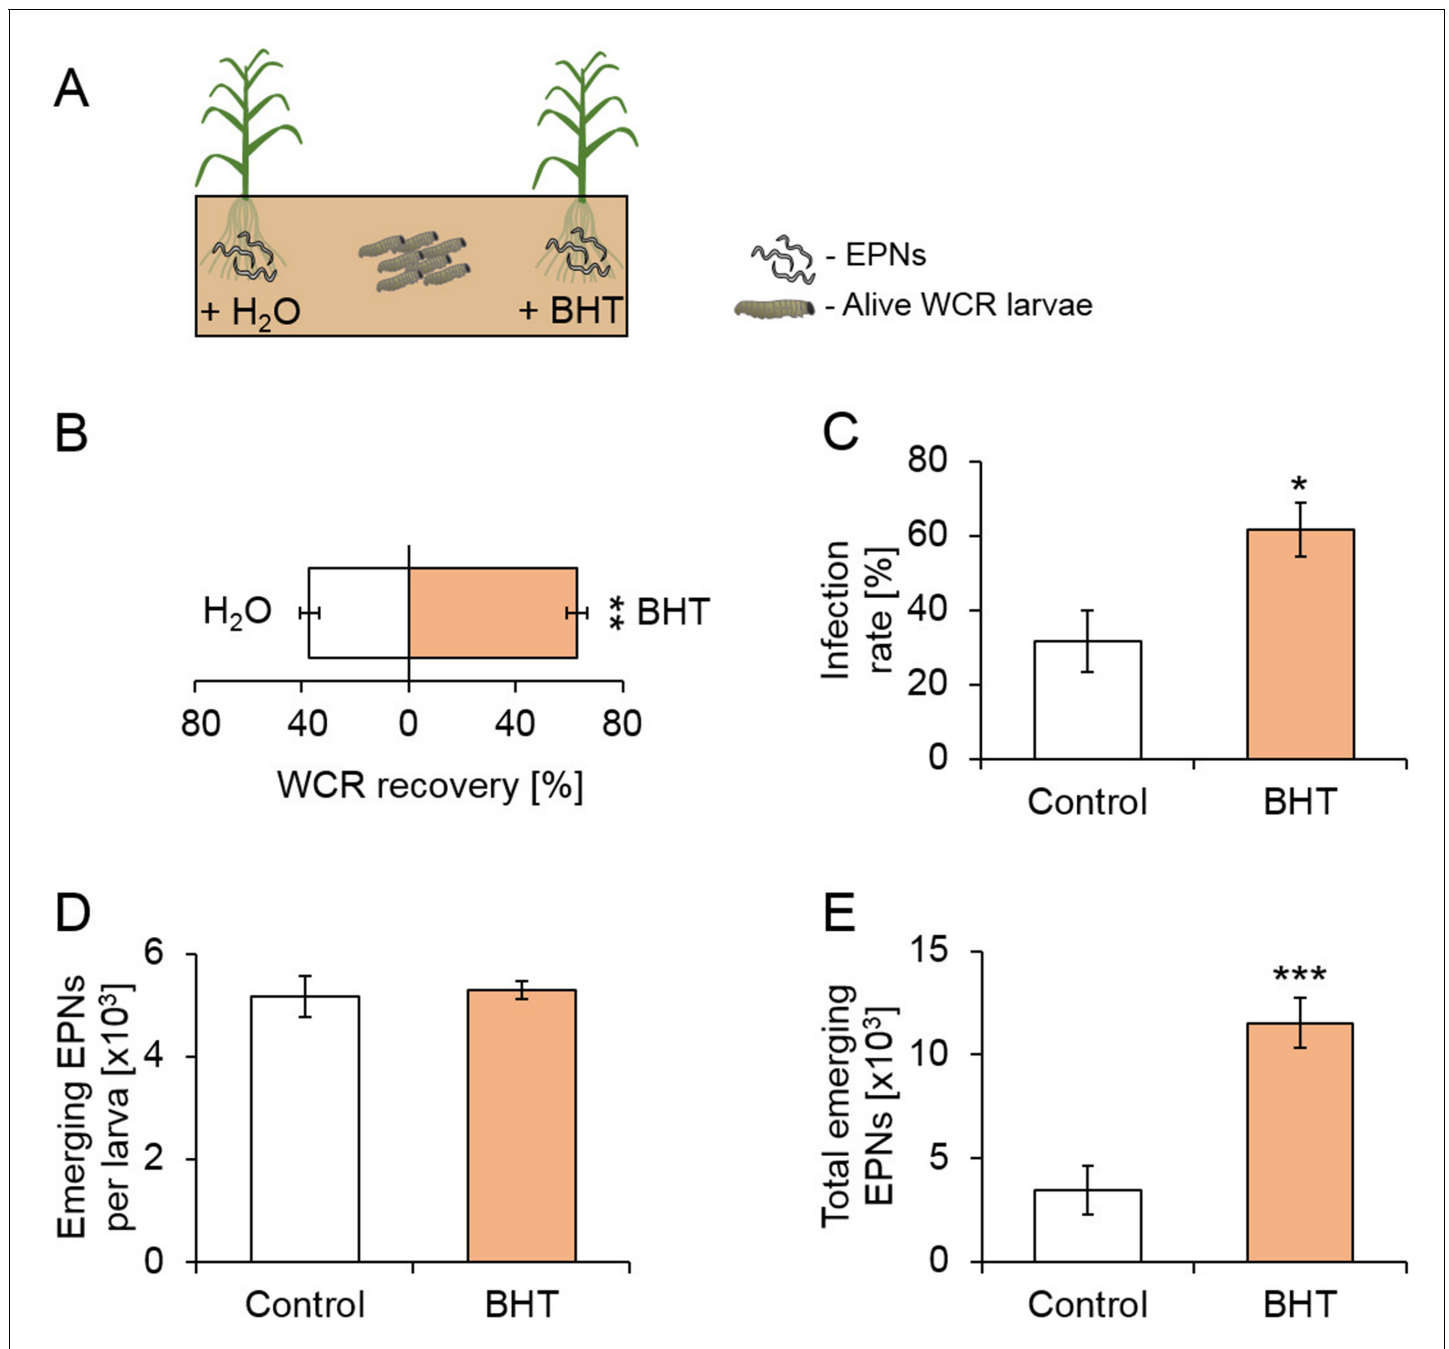 A
+ H₂O
+ BHT
- EPNs
- Alive WCR larvae
B
H₂O
** BHT
80 40 0 40 80
WCR recovery [%]
C
Infection
rate [%]
80
60
40
20
0
*
Control BHT
D
Emerging EPNs
per larva [x10³]
6
4
2
0
Control BHT
E
Total emerging
EPNs [x10³]
15
10
5
0
***
Control BHT